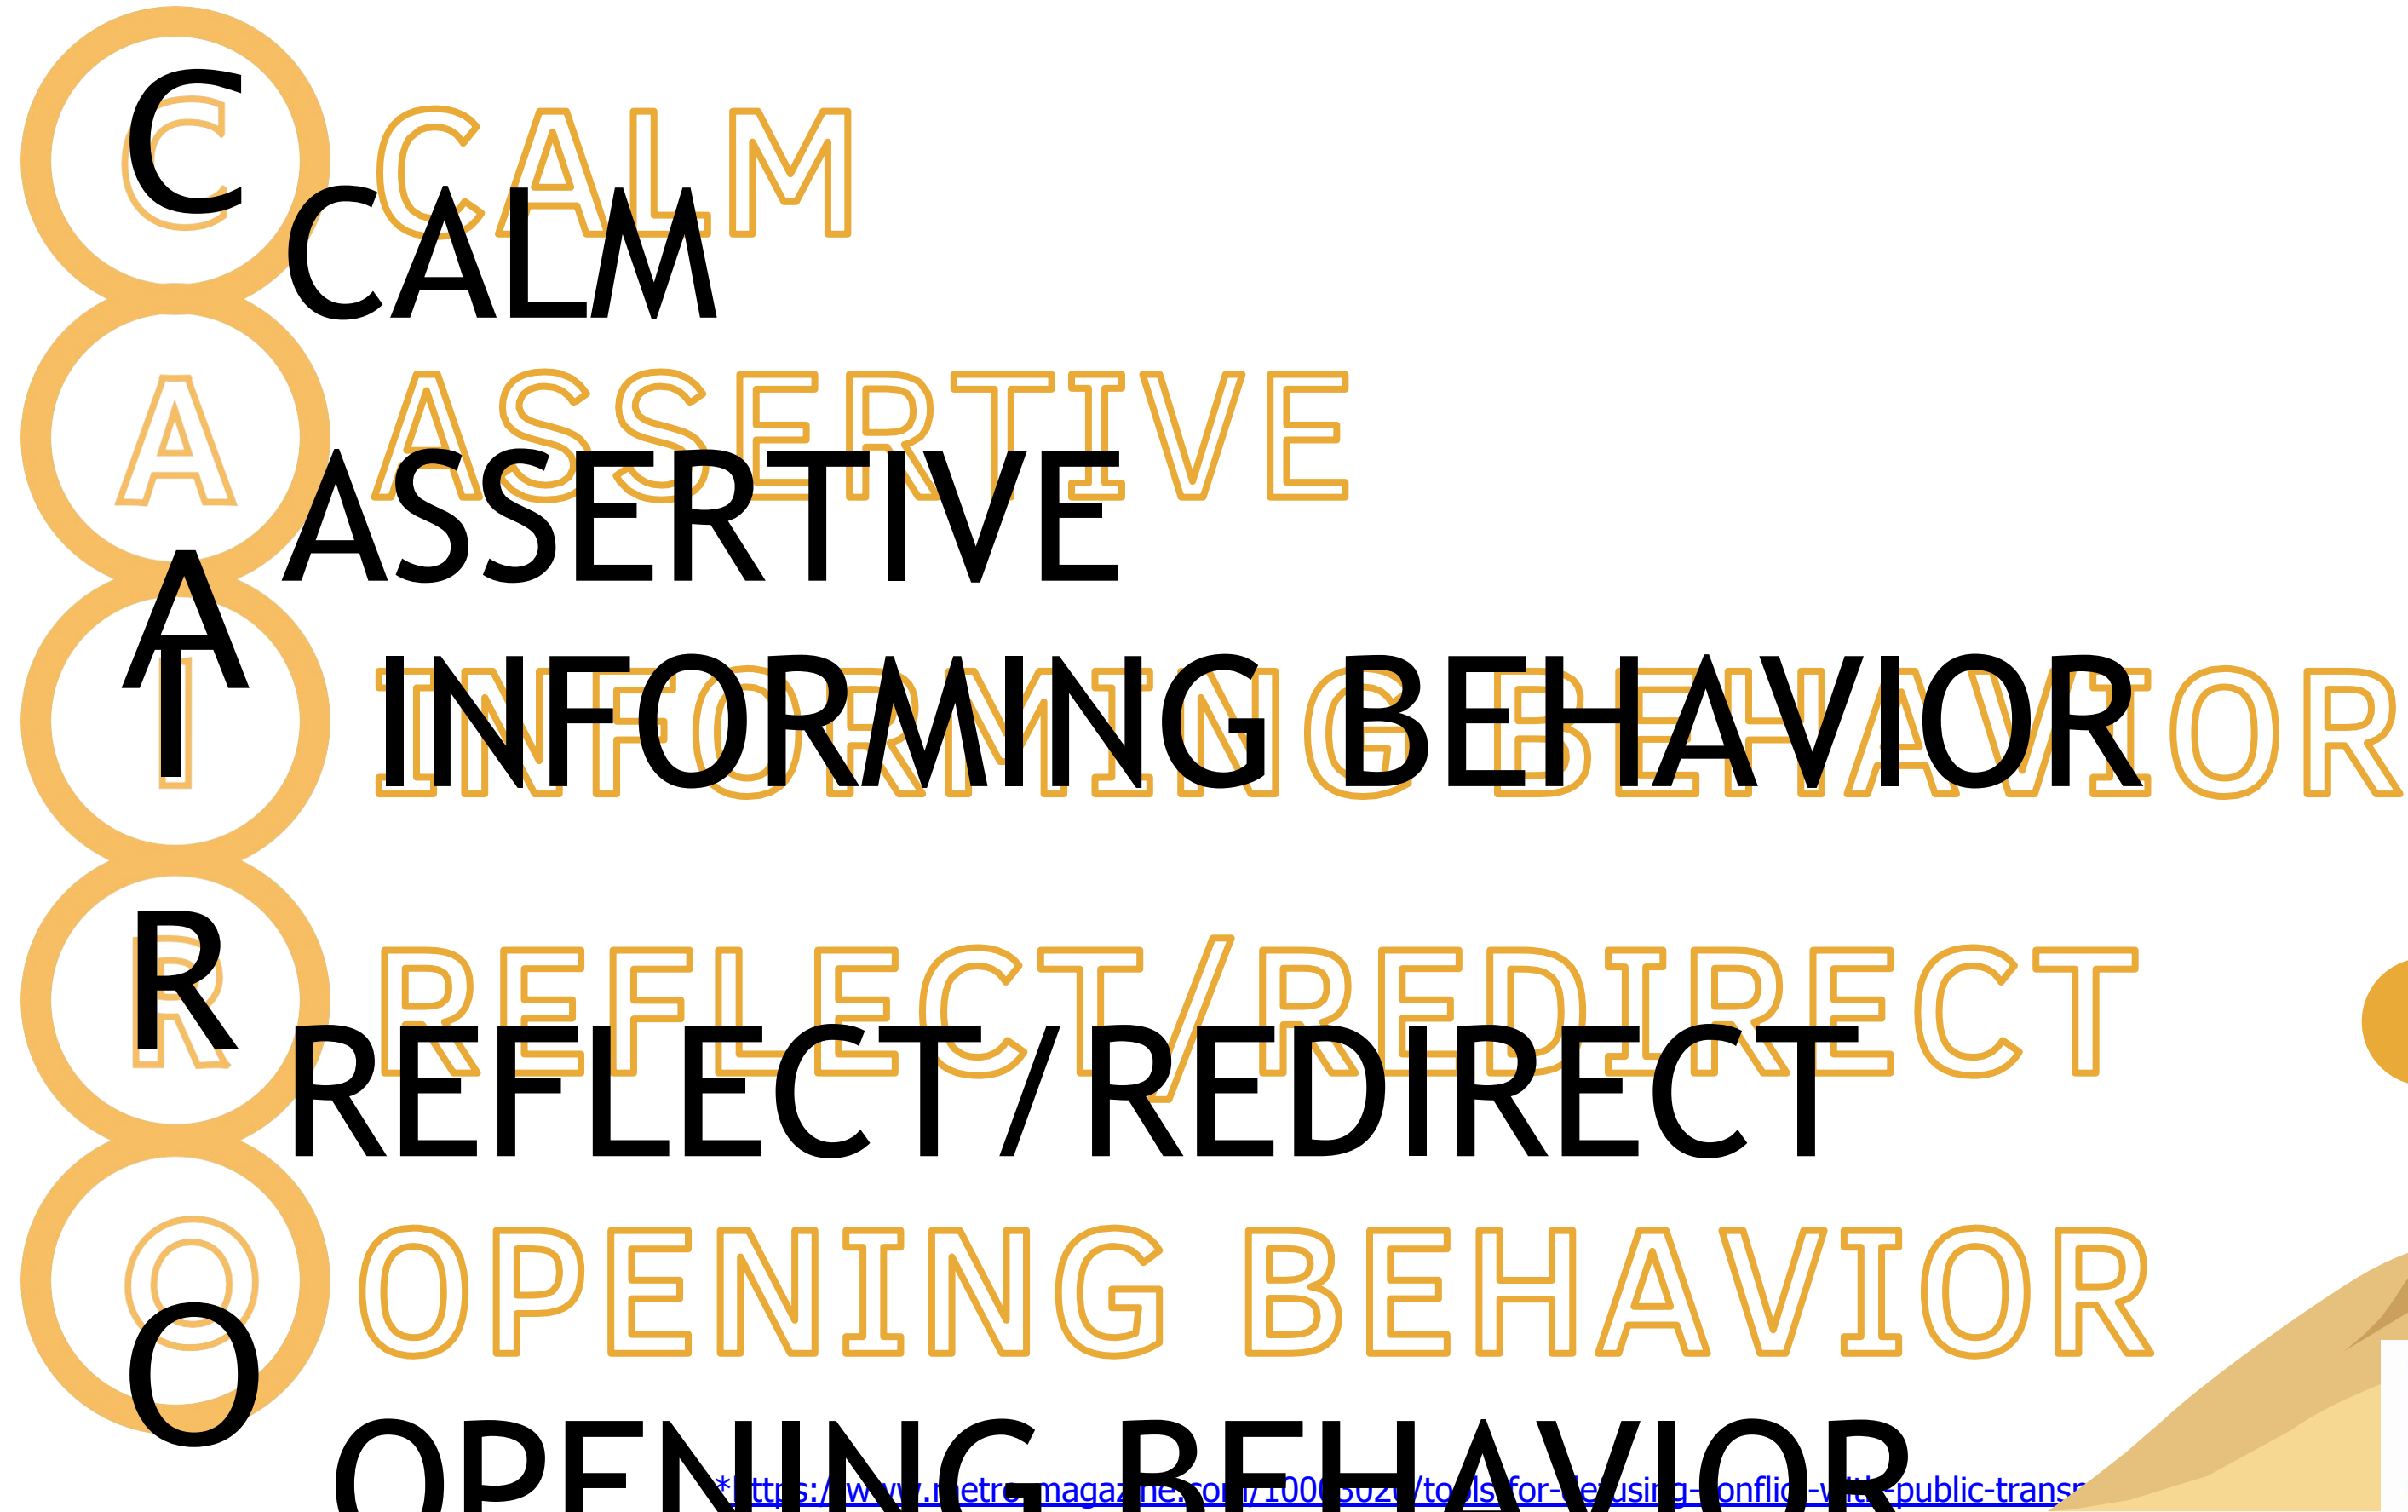 C CALM
A ASSERTIVE
I INFORMING BEHAVIOR
R REFLECT/REDIRECT
O OPENING BEHAVIOR